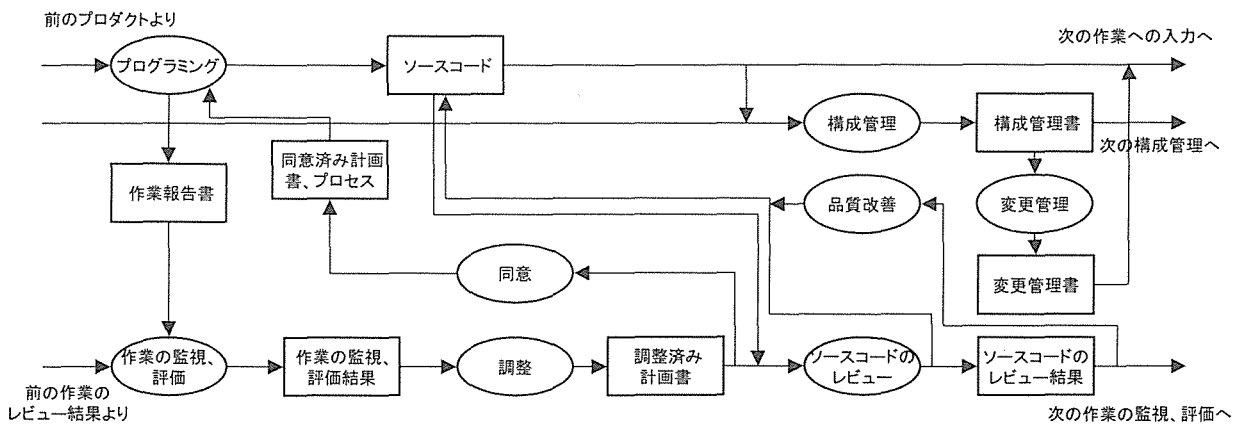 前のプロダクトより
次の作業への入力へ
プログラミング
ソースコード
構成管理
構成管理書
次の構成管理へ
同意済み計画
書、プロセス
作業報告書
品質改善
変更管理
同意
変更管理書
作業の監視、
評価
作業の監視、
評価結果
調整
調整済み
計画書
ソースコードの
レビュー
ソースコードの
レビュー結果
前の作業の
レビュー結果より
次の作業の監視、評価へ